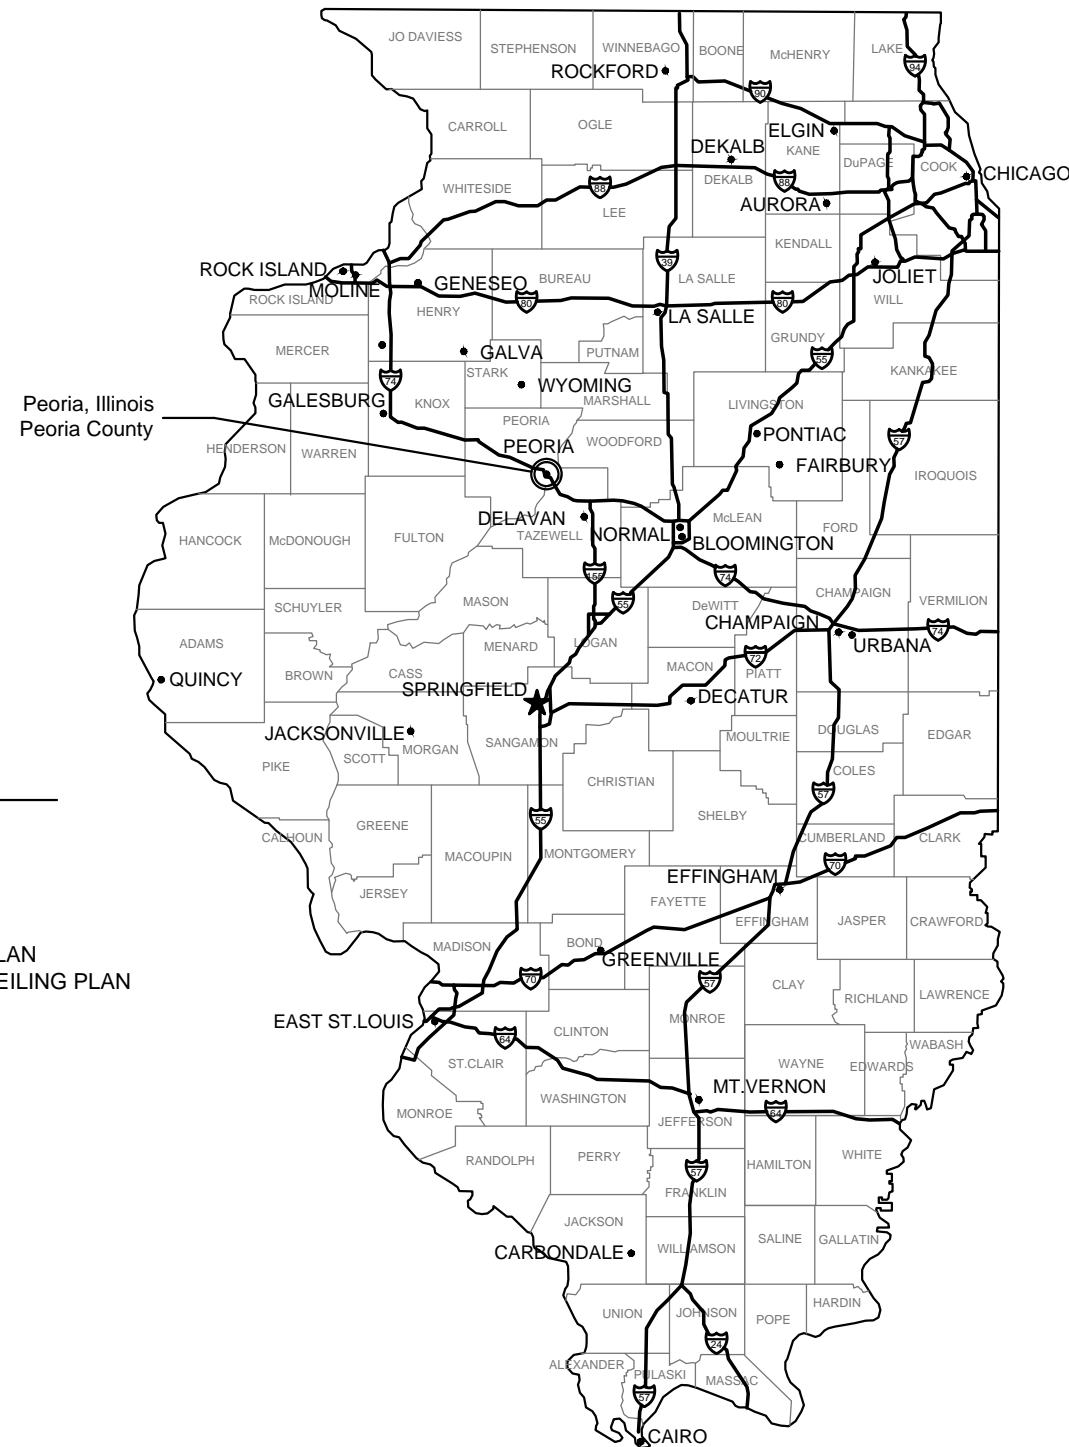 JO DAVIESS
STEPHENSON
WINNEBAGO
BOONE
McHENRY
LAKE
ROCKFORD
94
90
CARROLL
OGLE
ELGIN
KANE
DEKALB
DuPAGE
COOK
CHICAGO
WHITESIDE
88
DEKALB
88
LEE
AURORA
KENDALL
ROCK ISLAND
MOLINE
GENESEO
BUREAU
39
LA SALLE
JOLIET
ROCK ISLAND
HENRY
80
80
WILL
LA SALLE
GRUNDY
MERCER
GALVA
PUTNAM
55
STARK
KANKAKEE
74
WYOMING
Peoria, Illinois
Peoria County
GALESBURG
KNOX
MARSHALL
LIVINGSTON
PEORIA
PONTIAC
57
HENDERSON
WARREN
PEORIA
WOODFORD
FAIRBURY
IROQUOIS
DELAVAN
McLEAN
FORD
HANCOCK
McDONOUGH
FULTON
TAZEWELL
NORMAL
BLOOMINGTON
155
74
SCHUYLER
MASON
55
DeWITT
CHAMPAIGN
VERMILION
ADAMS
MENARD
LOGAN
CHAMPAIGN
URBANA
74
72
BROWN
CASS
MACON
PIATT
QUINCY
SPRINGFIELD
DECATUR
JACKSONVILLE
MORGAN
SANGAMON
MOULTRIE
DOUGLAS
EDGAR
PIKE
SCOTT
COLES
CHRISTIAN
57
SHELBY
CALHOUN
GREENE
55
CUMBERLAND
CLARK
MACOUPIN
MONTGOMERY
70
JERSEY
EFFINGHAM
FAYETTE
EFFINGHAM
JASPER
CRAWFORD
LAN
EILING PLAN
MADISON
BOND
GREENVILLE
70
57
CLAY
RICHLAND
LAWRENCE
EAST ST.LOUIS
CLINTON
MONROE
64
WABASH
ST.CLAIR
WAYNE
EDWARDS
WASHINGTON
MT.VERNON
MONROE
64
JEFFERSON
RANDOLPH
PERRY
57
HAMILTON
WHITE
FRANKLIN
JACKSON
CARBONDALE
WILLIAMSON
SALINE
GALLATIN
UNION
JOHNSON
POPE
HARDIN
24
ALEXANDER
PULASKI
MASSAC
57
CAIRO